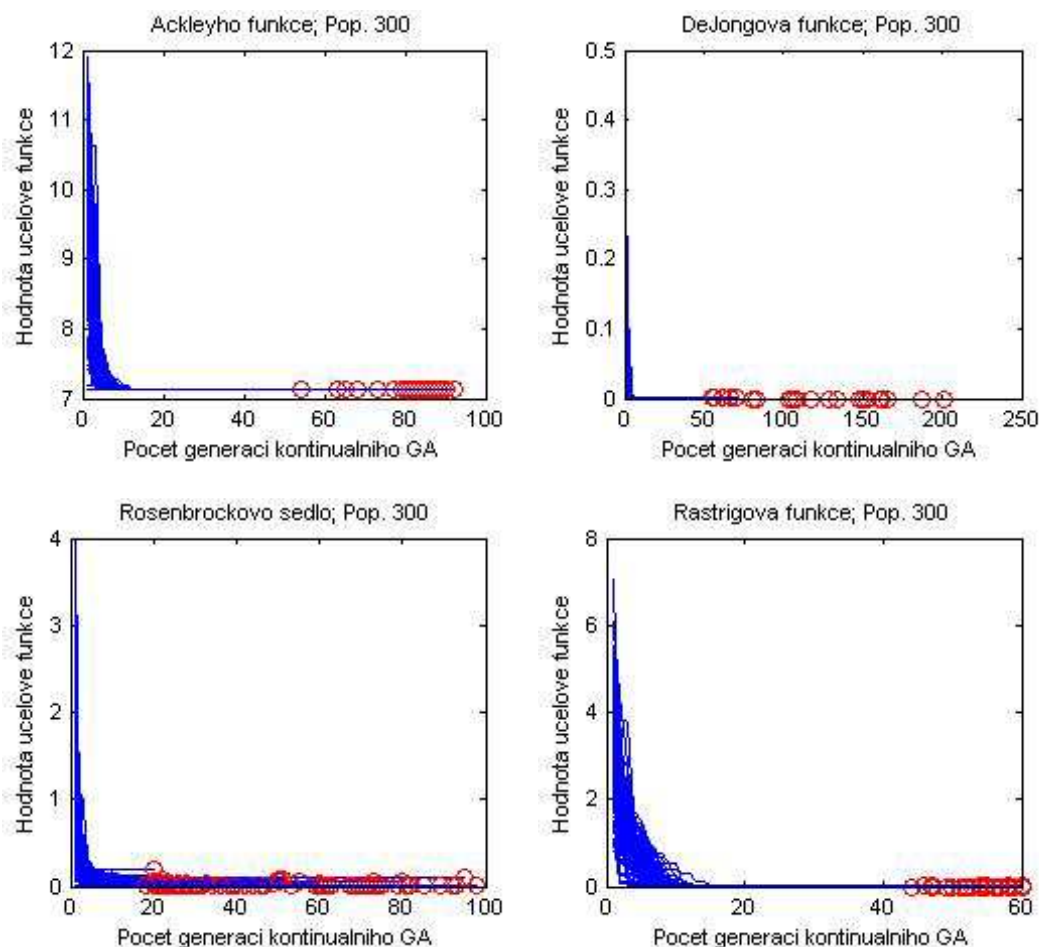 Ackleyho funkce; Pop. 300
12
11
10
9
8
7
Hodnota ucelove funkce
0 20 40 60 80 100
Pocet generaci kontinualniho GA
DeJongova funkce; Pop. 300
0.5
0.4
0.3
0.2
0.1
0
Hodnota ucelove funkce
0 50 100 150 200 250
Pocet generaci kontinualniho GA
Rosenbrockovo sedlo; Pop. 300
4
3
2
1
0
Hodnota ucelove funkce
0 20 40 60 80 100
Pocet generaci kontinualniho GA
Rastrigova funkce; Pop. 300
8
6
4
2
0
Hodnota ucelove funkce
0 20 40 60
Pocet generaci kontinualniho GA